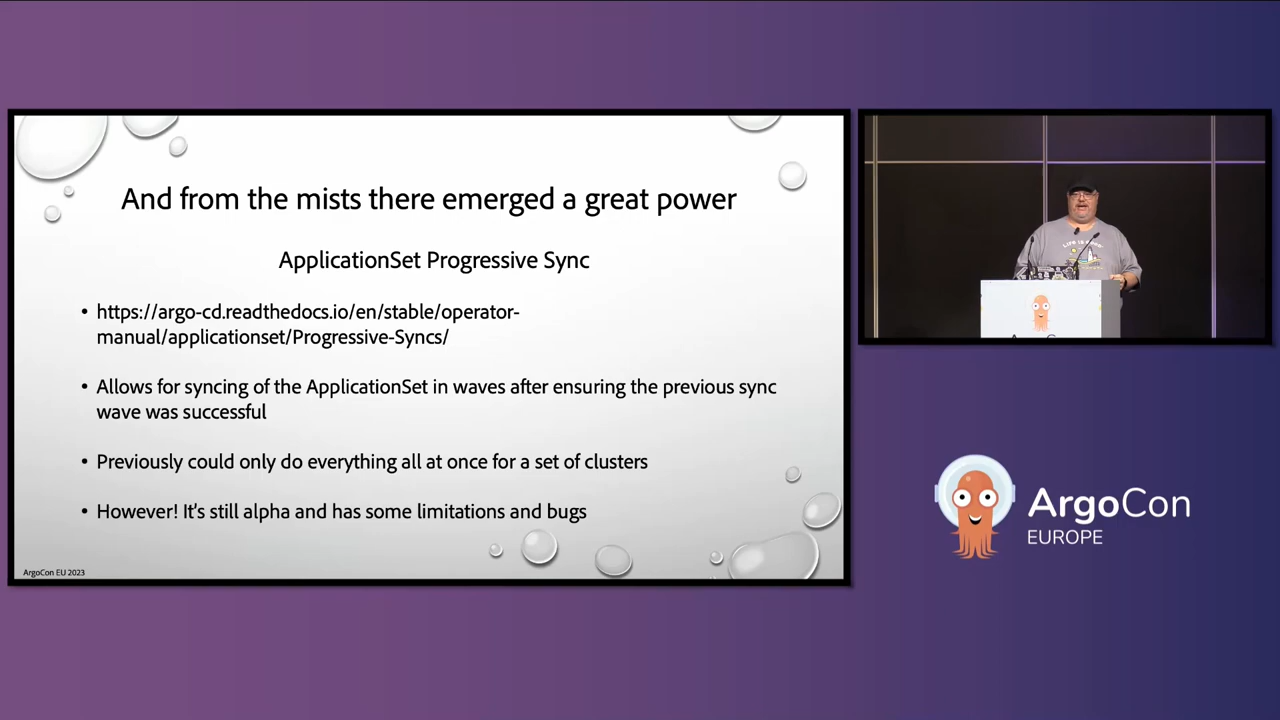 And from the mists there emerged a great power
ApplicationSet Progressive Sync
• https://argo-cd.readthedocs.io/en/stable/operator-
manual/applicationset/Progressive-Syncs/
• Allows for syncing of the ApplicationSet in waves after ensuring the previous sync
wave was successful
• Previously could only do everything all at once for a set of clusters
• However! It's still alpha and has some limitations and bugs
ArgoCon EU 2023
LIFE IS GOOD
ArgoCon
EUROPE